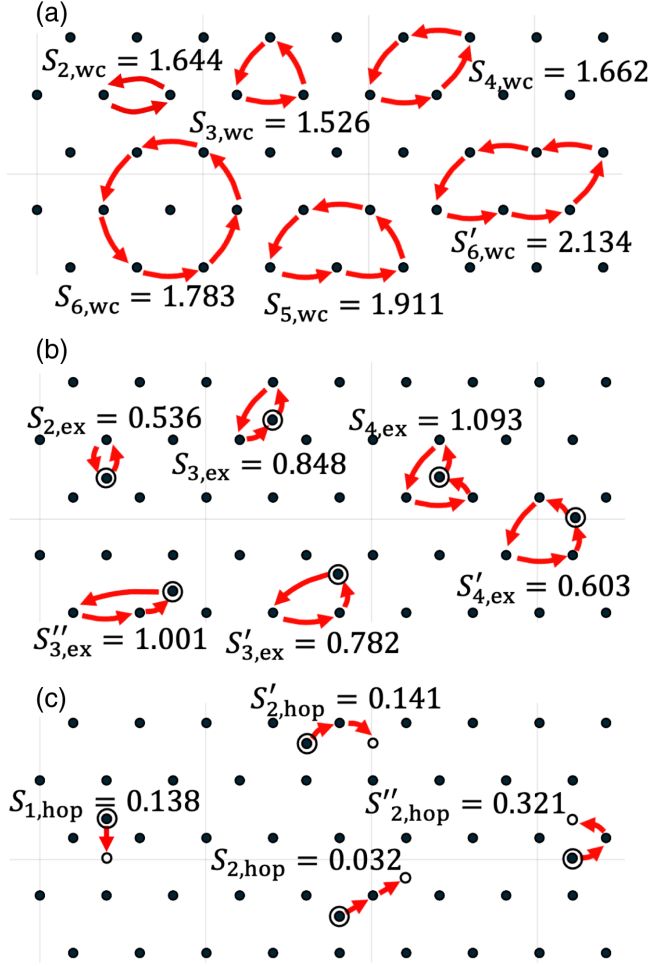 (a)
S₂,wc = 1.644
S₃,wc = 1.526
S₄,wc = 1.662
S₆,wc = 1.783
S₅,wc = 1.911
S′₆,wc = 2.134
(b)
S₂,ex = 0.536
S₃,ex = 0.848
S₄,ex = 1.093
S′₄,ex = 0.603
S″₃,ex = 1.001
S′₃,ex = 0.782
(c)
S′₂,hop = 0.141
S₁,hop = 0.138
S″₂,hop = 0.321
S₂,hop = 0.032